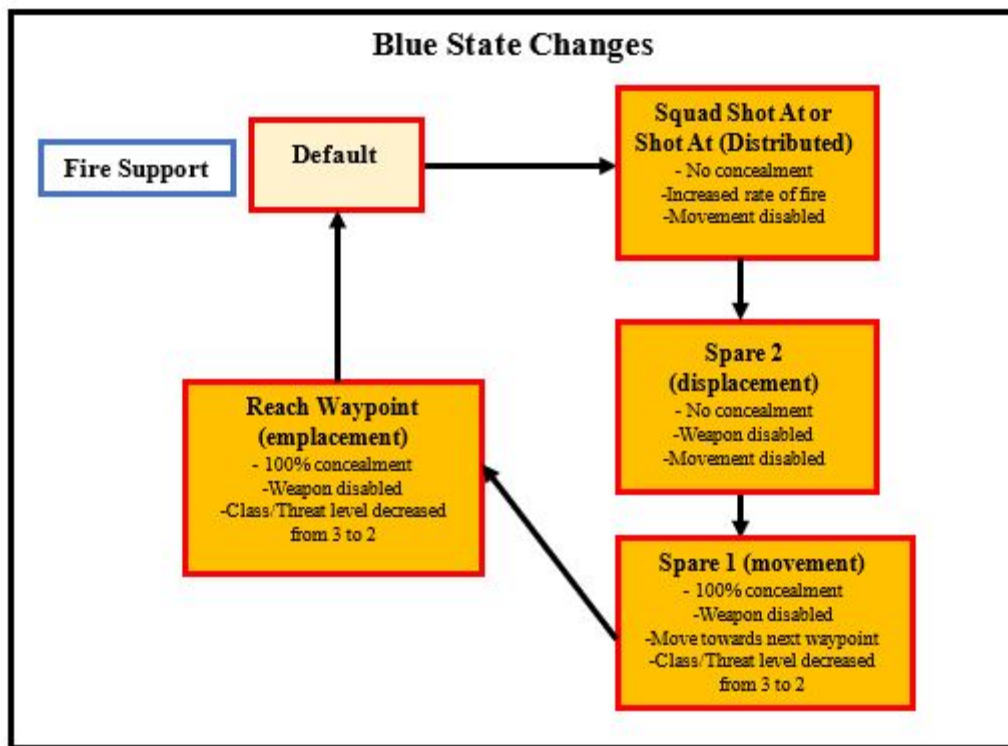 Blue State Changes
Fire Support
Default
Squad Shot At or
Shot At (Distributed)
- No concealment
-Increased rate of fire
-Movement disabled
Spare 2
(displacement)
- No concealment
-Weapon disabled
-Movement disabled
Reach Waypoint
(emplacement)
- 100% concealment
-Weapon disabled
-Class/Threat level decreased
from 3 to 2
Spare 1 (movement)
- 100% concealment
-Weapon disabled
-Move towards next waypoint
-Class/Threat level decreased
from 3 to 2